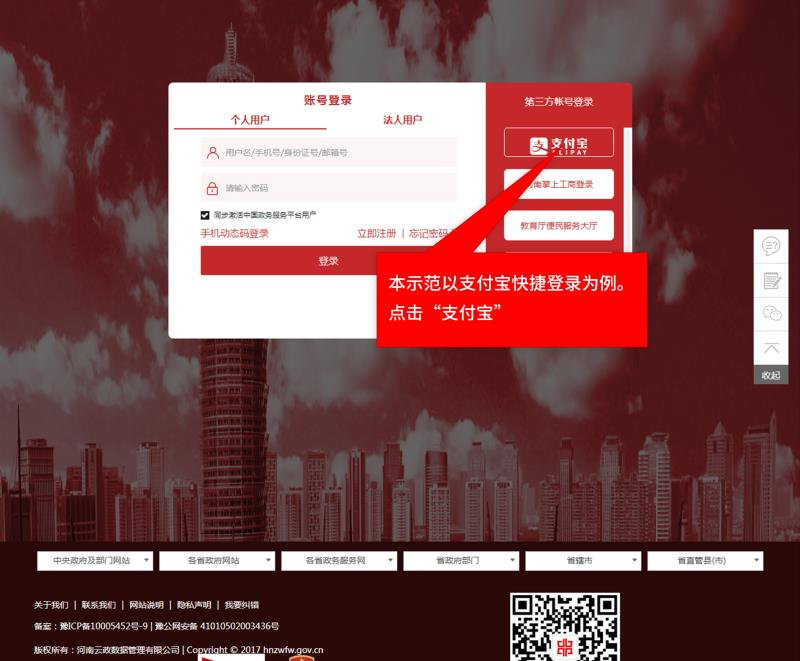 账号登录
个人用户
法人用户
用户名/手机号/身份证号/邮箱号
请输入密码
同步激活中国政务服务平台用户
手机动态码登录
立即注册 | 忘记密码
登录
第三方帐号登录
支付宝
LIPAY
南掌上工商登录
教育厅便民服务大厅
本示范以支付宝快捷登录为例。
点击“支付宝”
收起
中央政府及部门网站
各省政府网站
各省政务服务网
省政府部门
省辖市
省直管县(市)
关于我们 | 联系我们 | 网站说明 | 隐私声明 | 我要纠错
备案：豫ICP备10005452号-9 | 豫公网安备 41010502003436号
版权所有：河南云政数据管理有限公司 | Copyright © 2017 hnzwfw.gov.cn